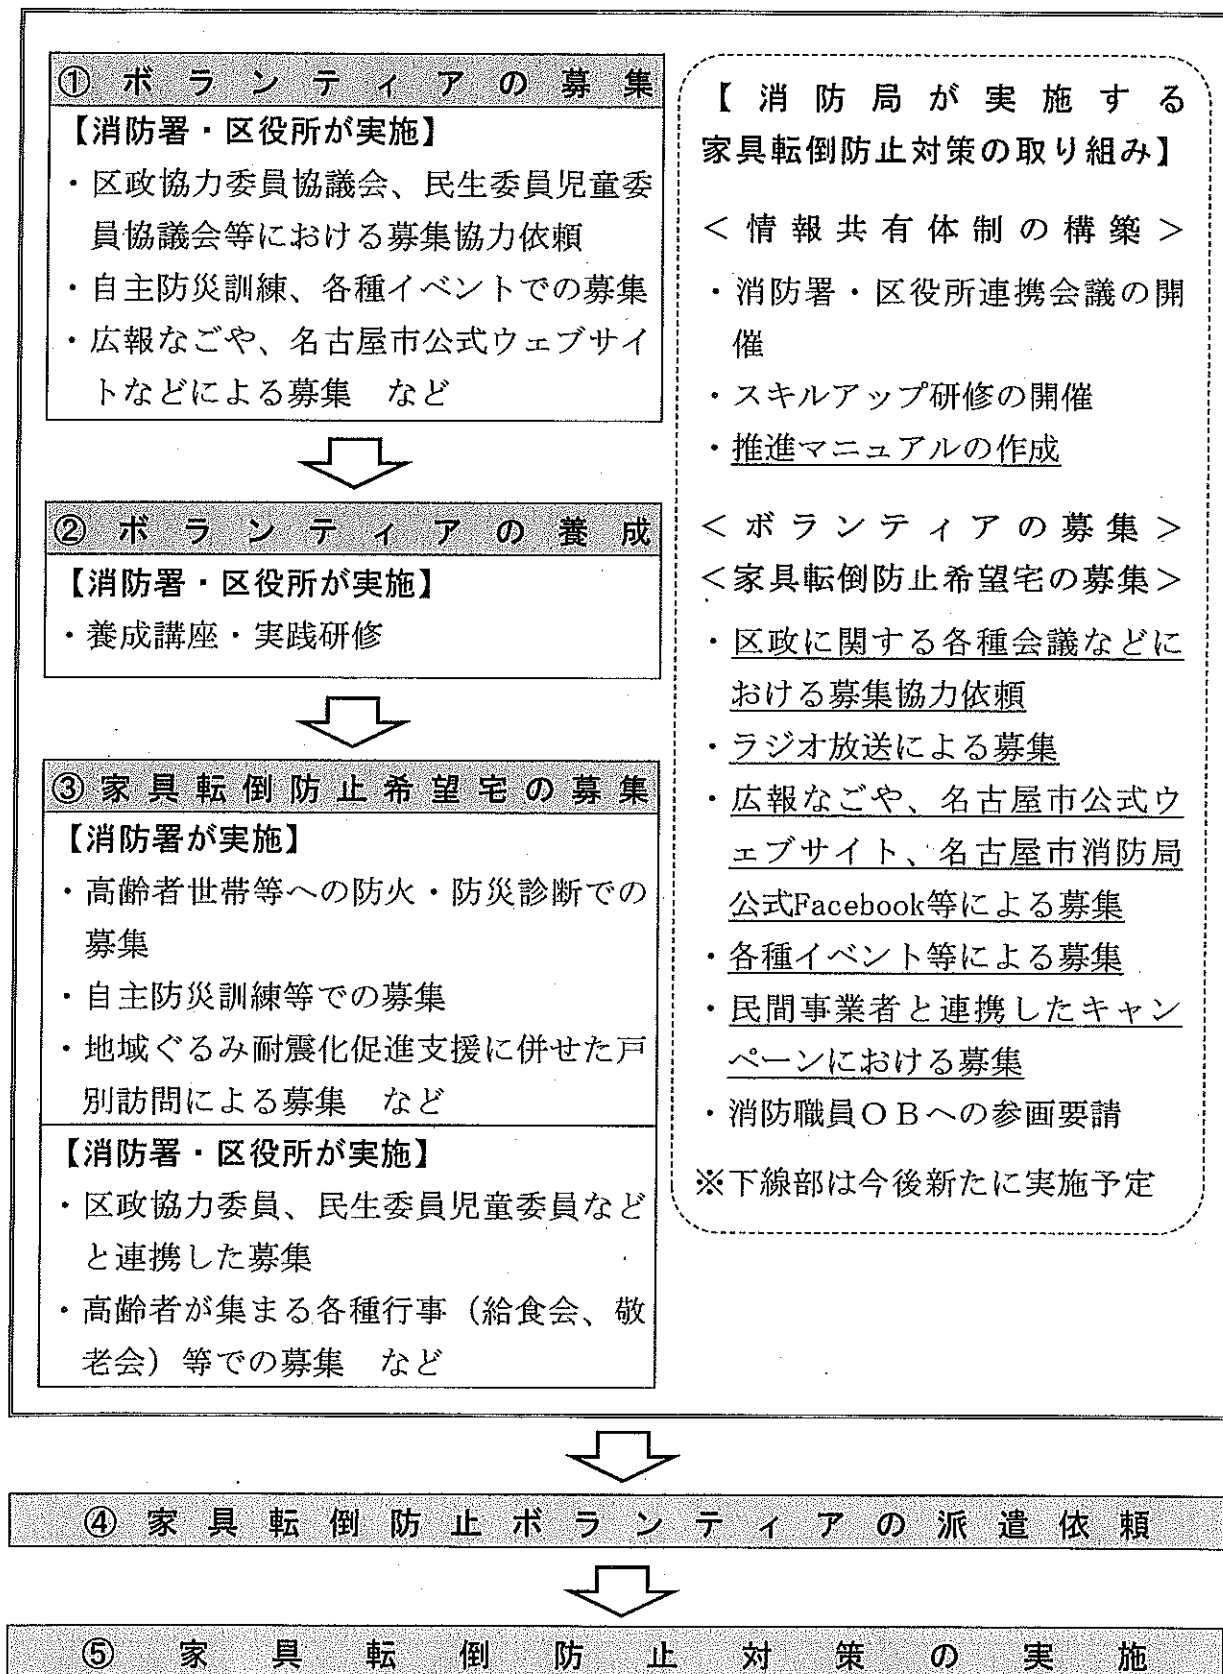 ①ボランティアの募集
【消防署・区役所が実施】
・区政協力委員協議会、民生委員児童委
員協議会等における募集協力依頼
・自主防災訓練、各種イベントでの募集
・広報なごや、名古屋市公式ウェブサイ
トなどによる募集　など
②ボランティアの養成
【消防署・区役所が実施】
・養成講座・実践研修
③家具転倒防止希望宅の募集
【消防署が実施】
・高齢者世帯等への防火・防災診断での
募集
・自主防災訓練等での募集
・地域ぐるみ耐震化促進支援に併せた戸
別訪問による募集　など
【消防署・区役所が実施】
・区政協力委員、民生委員児童委員など
と連携した募集
・高齢者が集まる各種行事（給食会、敬
老会）等での募集　など
【消防局が実施する
家具転倒防止対策の取り組み】
＜情報共有体制の構築＞
・消防署・区役所連携会議の開
催
・スキルアップ研修の開催
・推進マニュアルの作成
＜ボランティアの募集＞
＜家具転倒防止希望宅の募集＞
・区政に関する各種会議などに
おける募集協力依頼
・ラジオ放送による募集
・広報なごや、名古屋市公式ウ
ェブサイト、名古屋市消防局
公式Facebook等による募集
・各種イベント等による募集
・民間事業者と連携したキャン
ペーンにおける募集
・消防職員ＯＢへの参画要請
※下線部は今後新たに実施予定
④家具転倒防止ボランティアの派遣依頼
⑤家具転倒防止対策の実施